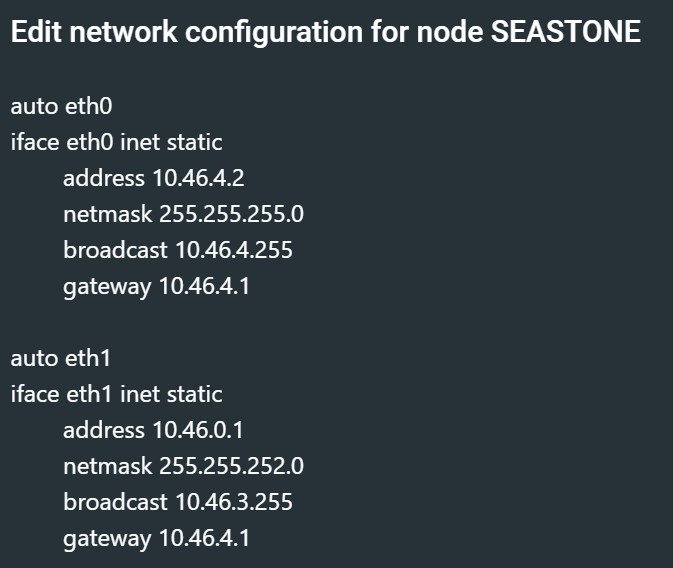 Edit network configuration for node SEASTONE
auto eth0
iface eth0 inet static
address 10.46.4.2
netmask 255.255.255.0
broadcast 10.46.4.255
gateway 10.46.4.1
auto eth1
iface eth1 inet static
address 10.46.0.1
netmask 255.255.252.0
broadcast 10.46.3.255
gateway 10.46.4.1